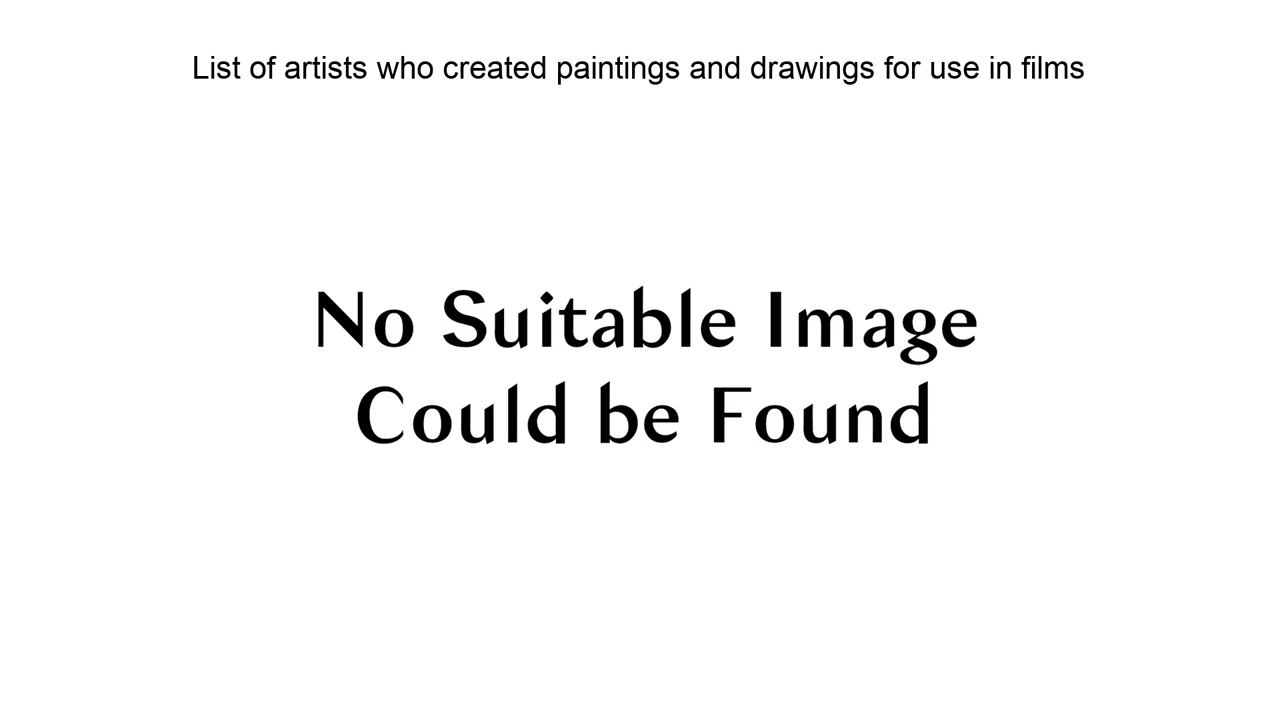 List of artists who created paintings and drawings for use in films
No Suitable Image
Could be Found